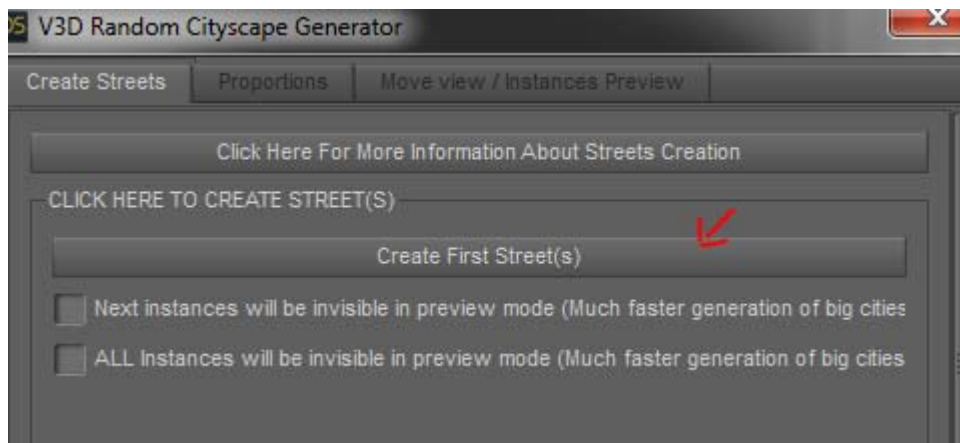 V3D Random Cityscape Generator
Create Streets Proportions Move view / Instances Preview
Click Here For More Information About Streets Creation
CLICK HERE TO CREATE STREET(S)
Create First Street(s)
Next instances will be invisible in preview mode (Much faster generation of big cities
ALL Instances will be invisible in preview mode (Much faster generation of big cities